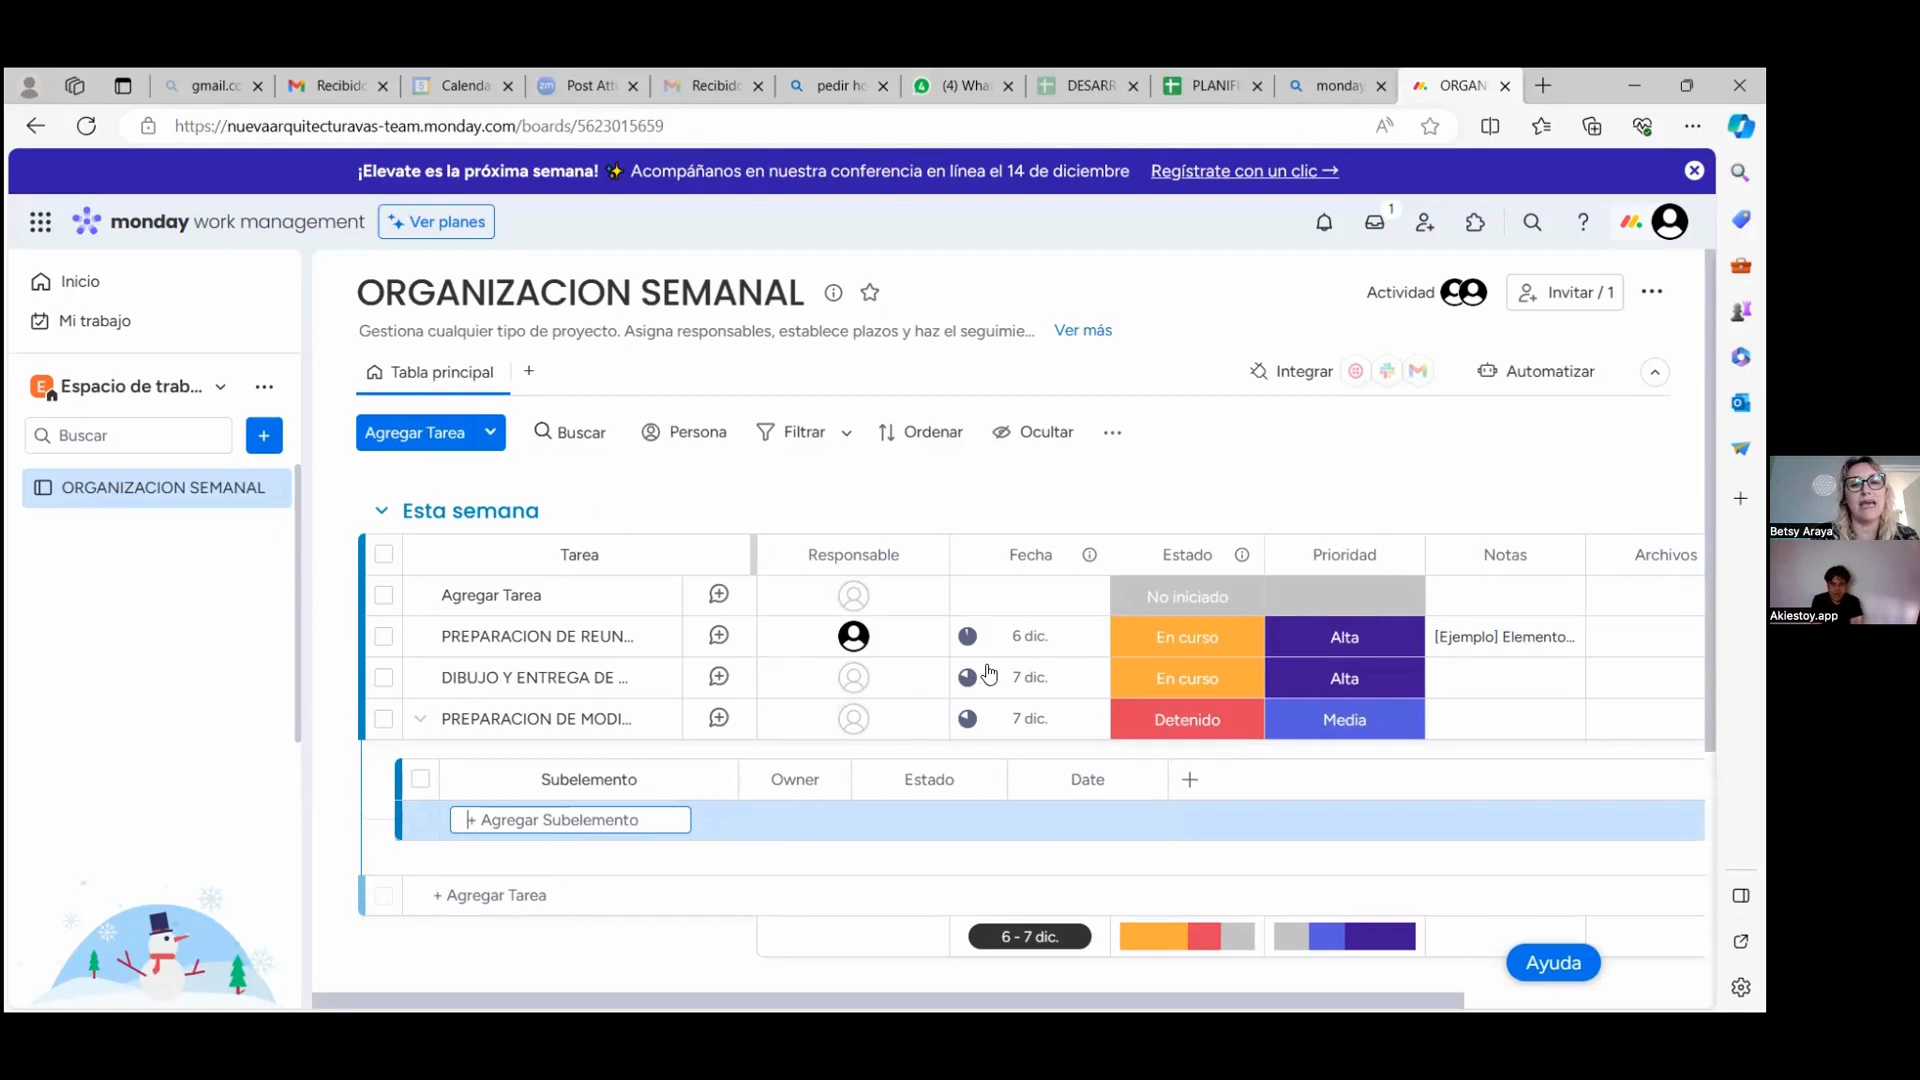 gmail.cc
Recibidc
Calenda
Post Atte
Recibidc
pedir ho
(4) Wha
DESARR
PLANIFI
monday
ORGAN
https://nuevaarquitecturavas-team.monday.com/boards/5623015659
¡Elevate es la próxima semana! ✨ Acompáñanos en nuestra conferencia en línea el 14 de diciembre Regístrate con un clic →
monday work management
Ver planes
1
Inicio
Mi trabajo
E Espacio de trab...
Buscar
ORGANIZACION SEMANAL
ORGANIZACION SEMANAL
Actividad
Invitar / 1
Gestiona cualquier tipo de proyecto. Asigna responsables, establece plazos y haz el seguimie... Ver más
Tabla principal
Integrar
Automatizar
Agregar Tarea
Buscar
Persona
Filtrar
Ordenar
Ocultar
Esta semana
Tarea Responsable Fecha Estado Prioridad Notas Archivos
Agregar Tarea No iniciado
PREPARACION DE REUN... 6 dic. En curso Alta [Ejemplo] Elemento...
DIBUJO Y ENTREGA DE ... 7 dic. En curso Alta
PREPARACION DE MODI... 7 dic. Detenido Media
Subelemento Owner Estado Date
+ Agregar Subelemento
+ Agregar Tarea
6 - 7 dic.
Ayuda
Betsy Araya
Akiestoy.app